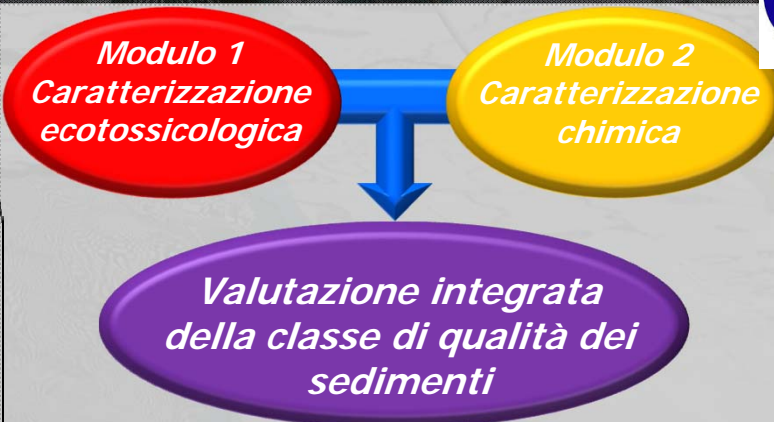 Modulo 1
Caratterizzazione
ecotossicologica
Modulo 2
Caratterizzazione
chimica
Valutazione integrata
della classe di qualità dei
sedimenti